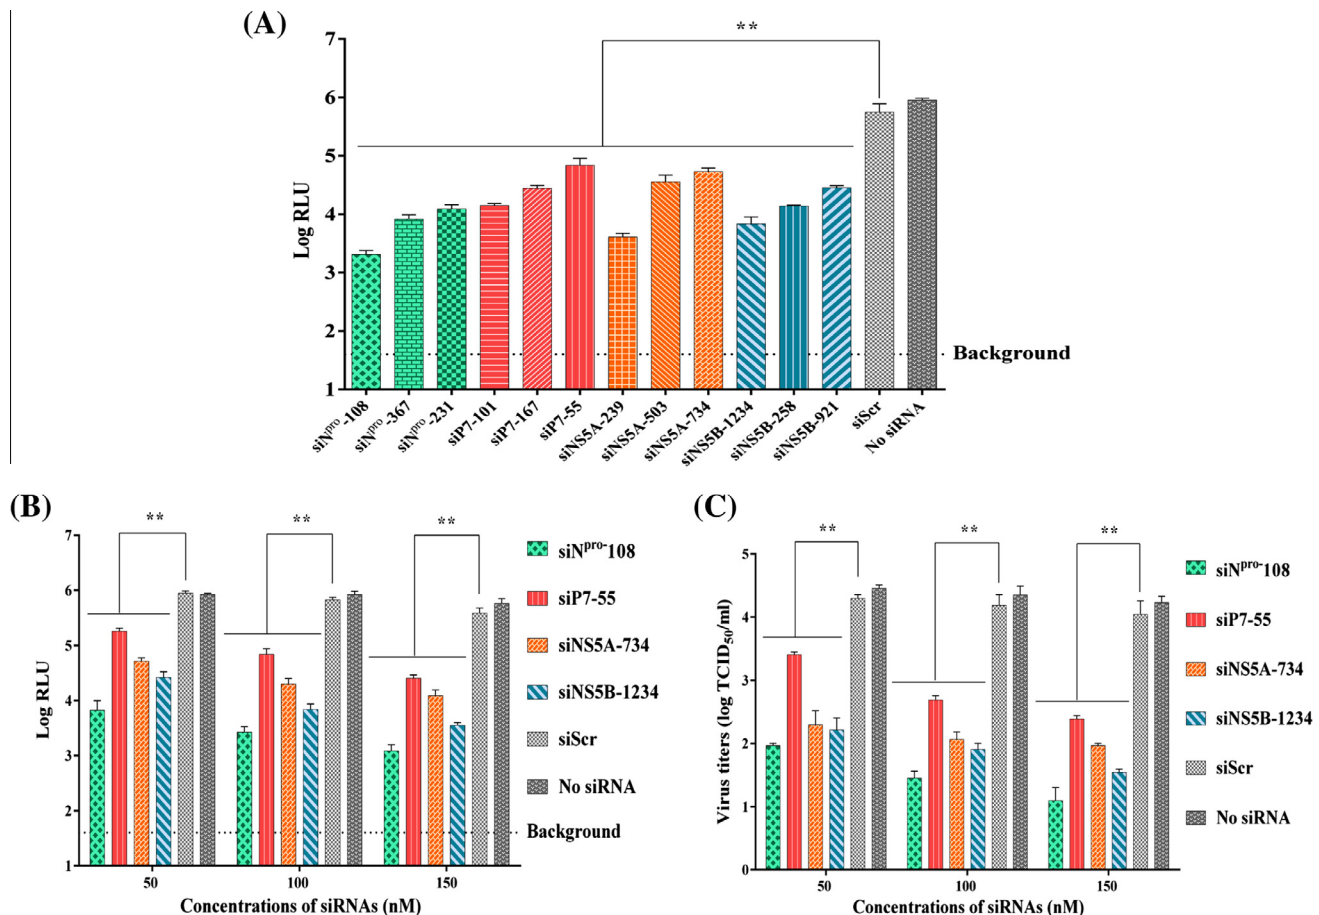 (A)
**
7
6
5
4
3
2
1
Log RLU
Background
siNpro-108
siNpro-367
siNpro-231
siP7-101
siP7-167
siP7-55
siNS5A-239
siNS5A-503
siNS5A-734
siNS5B-1234
siNS5B-258
siNS5B-921
siScr
No siRNA
(B)
** ** **
7
6
5
4
3
2
1
Log RLU
siNpro-108
siP7-55
siNS5A-734
siNS5B-1234
siScr
No siRNA
Background
50 100 150
Concentrations of siRNAs (nM)
(C)
** ** **
5
4
3
2
1
0
Virus titers (log TCID50/ml)
siNpro-108
siP7-55
siNS5A-734
siNS5B-1234
siScr
No siRNA
50 100 150
Concentrations of siRNAs (nM)